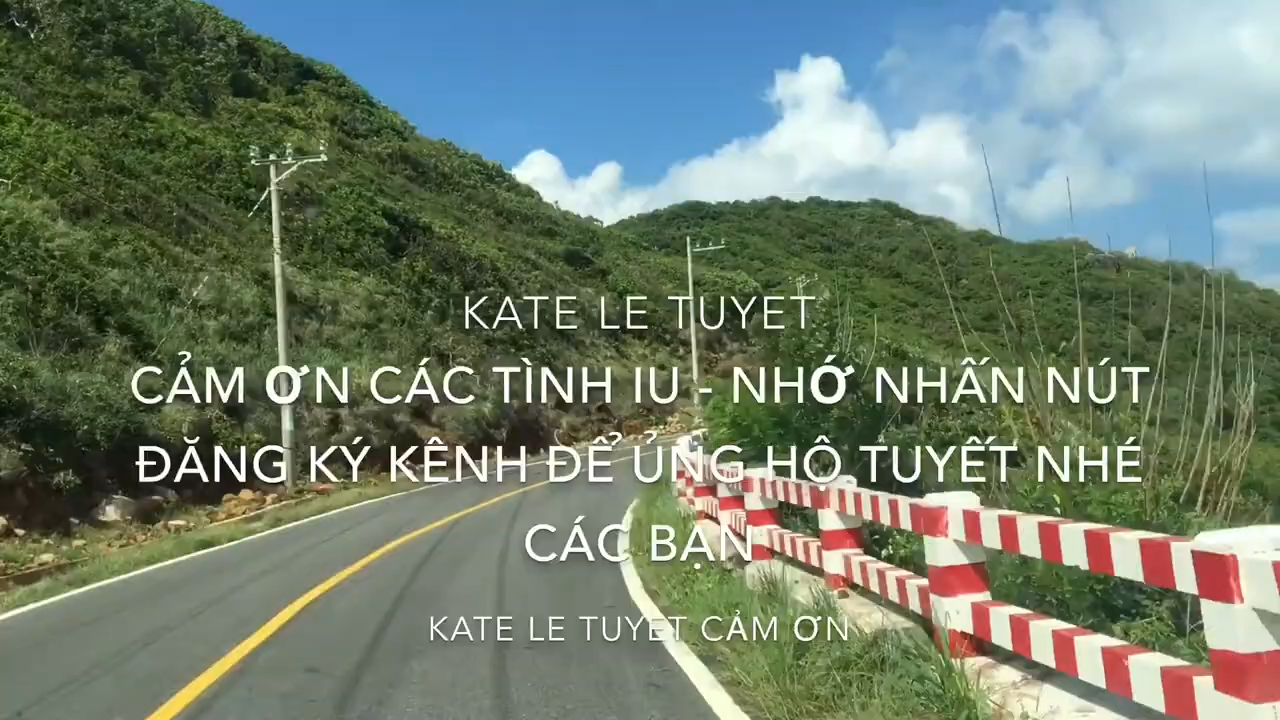 KATE LE TUYET
CẢM ƠN CÁC TÌNH IU - NHỚ NHẤN NÚT
ĐĂNG KÝ KÊNH ĐỂ ỦNG HỘ TUYẾT NHÉ
CÁC BẠN
KATE LE TUYET CẢM ƠN